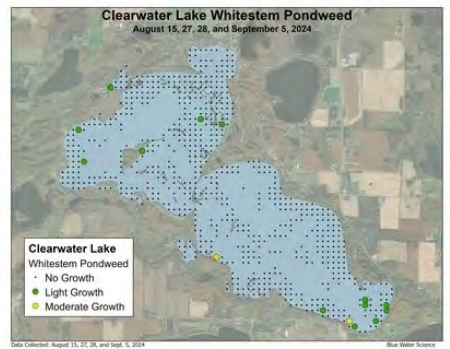 Clearwater Lake Whitestem Pondweed
August 15, 27, 28, and September 5, 2024
Clearwater Lake
Whitestem Pondweed
No Growth
Light Growth
Moderate Growth
Data Collected: August 15, 27, 28, and Sept. 5, 2024
Blue Water Science